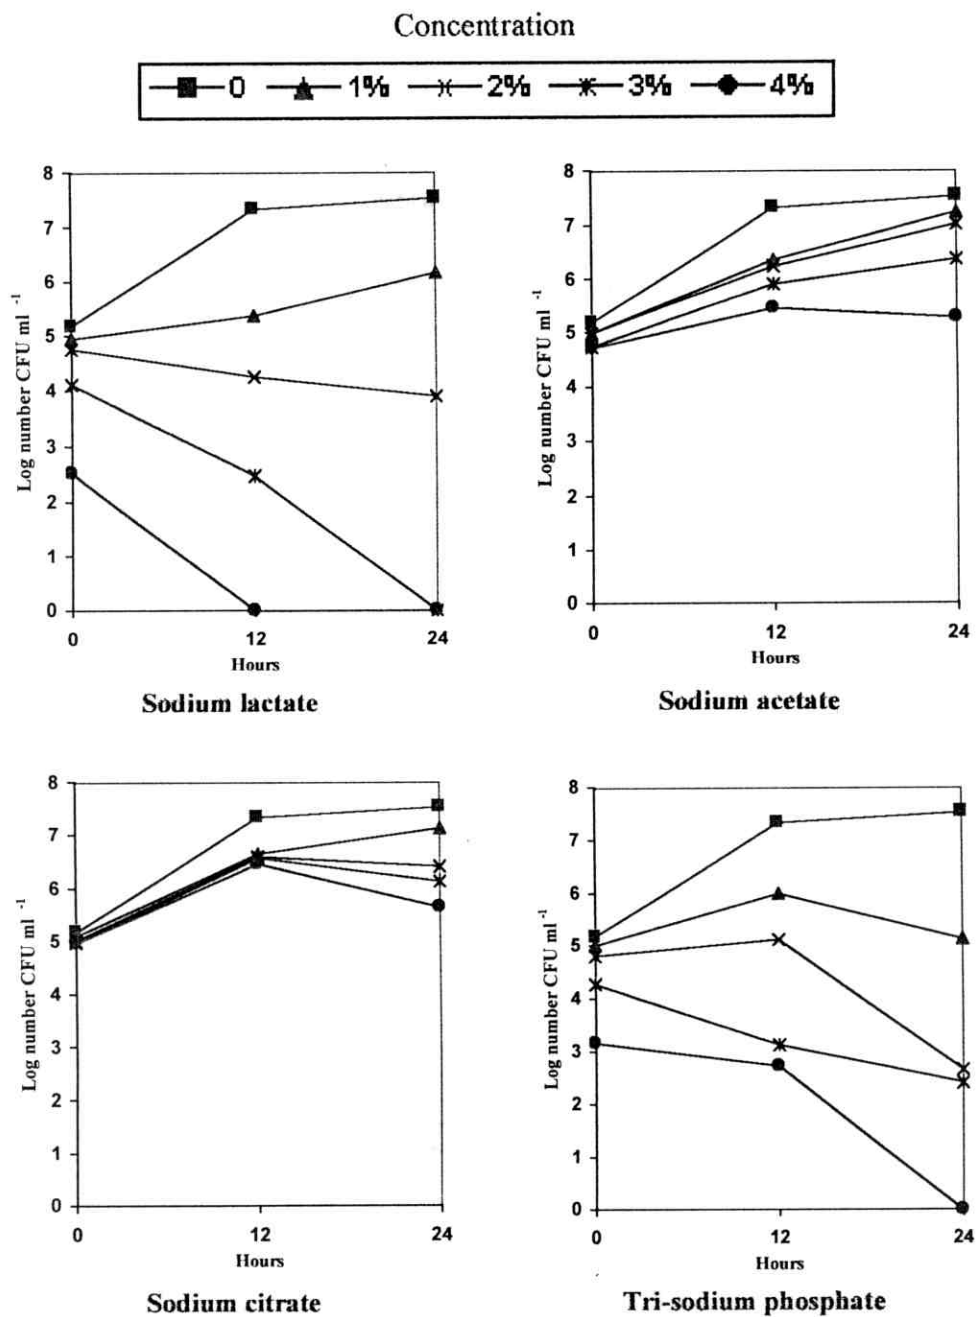 Concentration
0 1% 2% 3% 4%
8
7
6
5
4
3
2
1
0
Log number CFU ml -1
0 12 24
Hours
Sodium lactate
8
7
6
5
4
3
2
1
0
Log number CFU ml -1
0 12 24
Hours
Sodium acetate
8
7
6
5
4
3
2
1
0
Log number CFU ml -1
0 12 24
Hours
Sodium citrate
8
7
6
5
4
3
2
1
0
Log number CFU ml -1
0 12 24
Hours
Tri-sodium phosphate